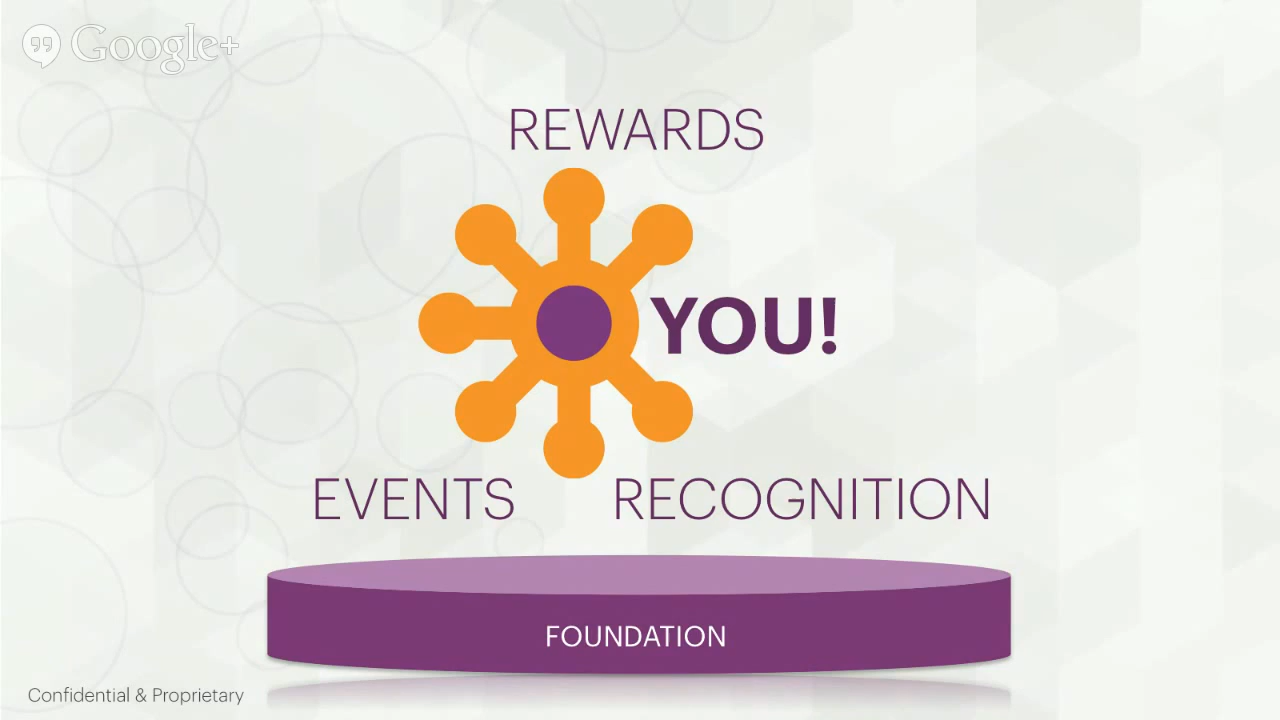 Google+
REWARDS
YOU!
EVENTS RECOGNITION
FOUNDATION
Confidential & Proprietary